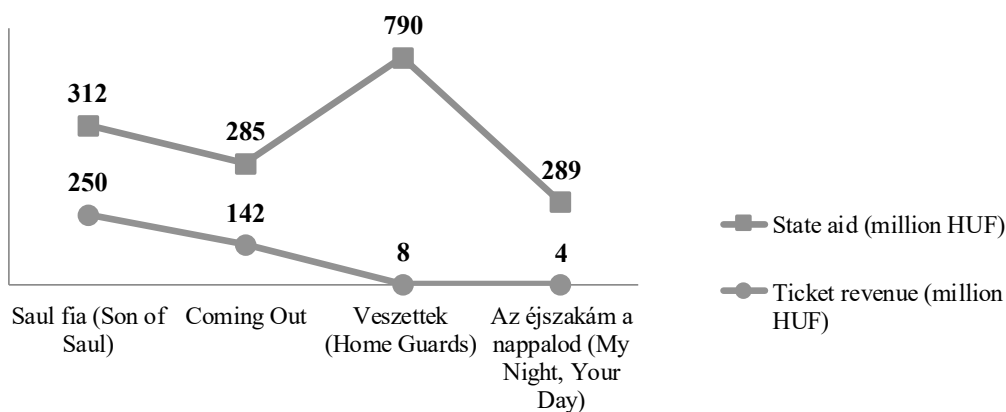 790
312
285
289
250
142
8
4
State aid (million HUF)
Ticket revenue (million
HUF)
Saul fia (Son of
Saul)
Coming Out
Veszettek
(Home Guards)
Az éjszakám a
nappalod (My
Night, Your
Day)